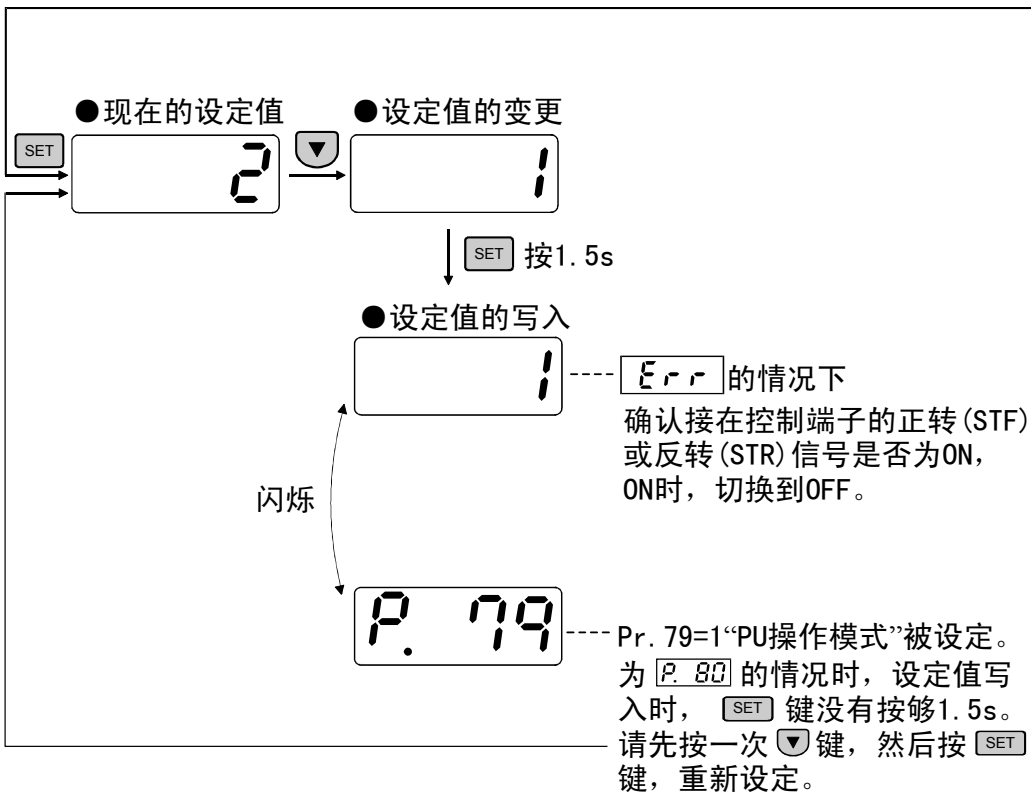 ●现在的设定值
●设定值的变更
SET
2
▼
1
SET 按1.5s
●设定值的写入
1
Err 的情况下
确认接在控制端子的正转(STF)
或反转(STR)信号是否为ON，
ON时，切换到OFF。
闪烁
P. 79
Pr.79=1“PU操作模式”被设定。
为 P. 80 的情况时，设定值写
入时， SET 键没有按够1.5s。
请先按一次 ▼ 键，然后按 SET
键，重新设定。